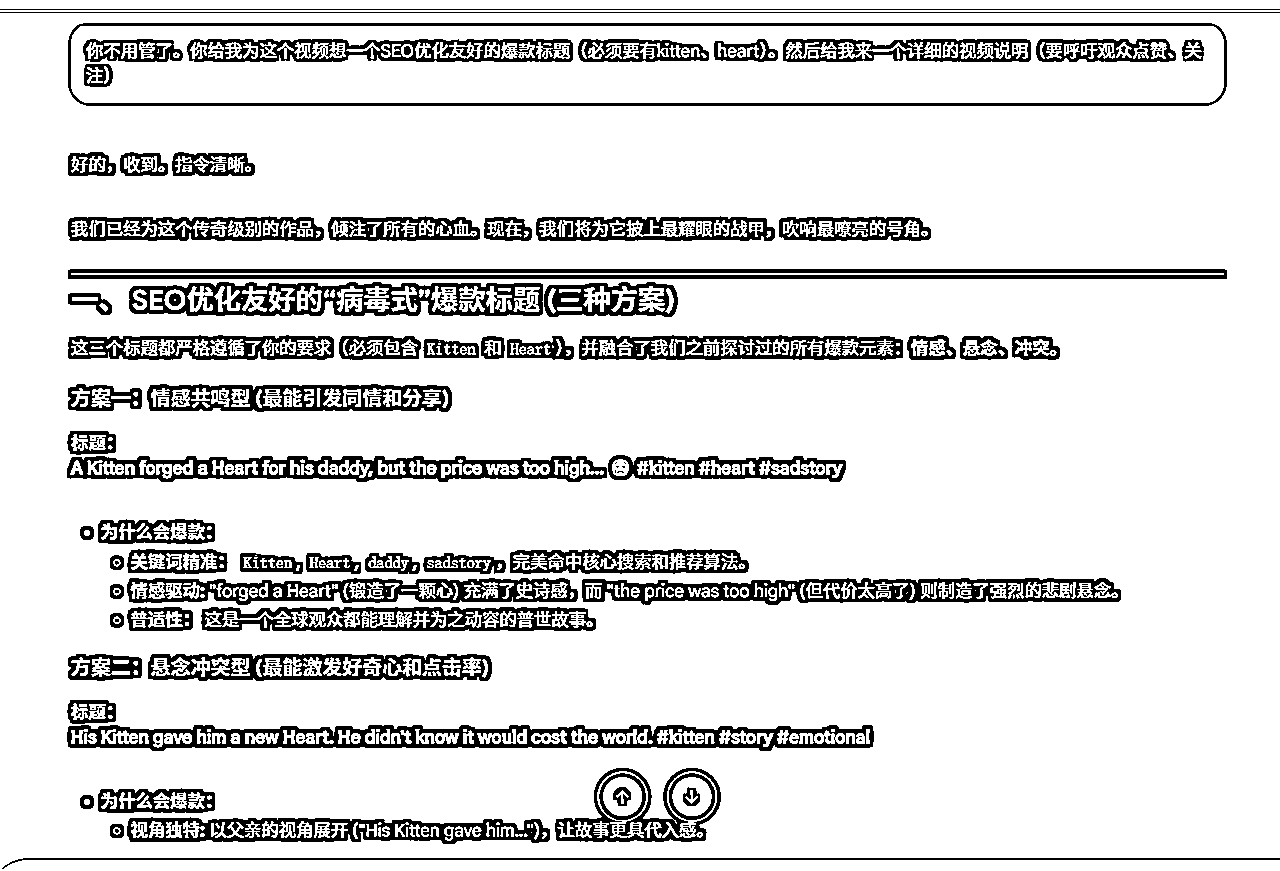 你不用管了。你给我为这个视频想一个SEO优化友好的爆款标题（必须要有kitten、heart）。然后给我来一个详细的视频说明（要呼吁观众点赞、关
注）
好的，收到。指令清晰。
我们已经为这个传奇级别的作品，倾注了所有的心血。现在，我们将为它披上最耀眼的战甲，吹响最嘹亮的号角。
一、 SEO优化友好的“病毒式”爆款标题 (三种方案)
这三个标题都严格遵循了你的要求（必须包含 Kitten 和 Heart），并融合了我们之前探讨过的所有爆款元素：情感、悬念、冲突。
方案一：情感共鸣型 (最能引发同情和分享)
标题：
A Kitten forged a Heart for his daddy, but the price was too high... 😢 #kitten #heart #sadstory
为什么会爆款：
关键词精准： Kitten, Heart, daddy, sadstory，完美命中核心搜索和推荐算法。
情感驱动: "forged a Heart" (锻造了一颗心) 充满了史诗感，而 "the price was too high" (但代价太高了) 则制造了强烈的悲剧悬念。
普适性： 这是一个全球观众都能理解并为之动容的普世故事。
方案二：悬念冲突型 (最能激发好奇心和点击率)
标题：
His Kitten gave him a new Heart. He didn't know it would cost the world. #kitten #story #emotional
为什么会爆款：
视角独特: 以父亲的视角展开 ("His Kitten gave him...")，让故事更具代入感。